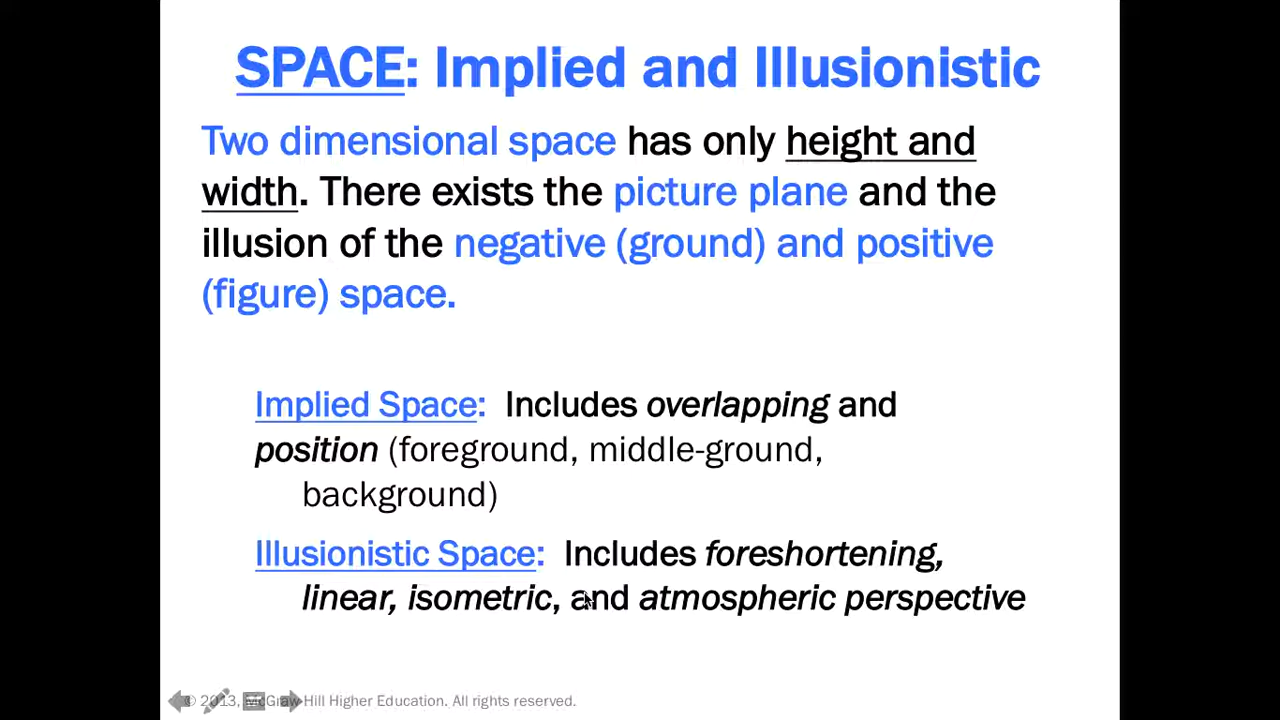 SPACE: Implied and Illusionistic
Two dimensional space has only height and
width. There exists the picture plane and the
illusion of the negative (ground) and positive
(figure) space.
Implied Space: Includes overlapping and
position (foreground, middle-ground,
background)
Illusionistic Space: Includes foreshortening,
linear, isometric, and atmospheric perspective
© 2013, McGraw Hill Higher Education. All rights reserved.